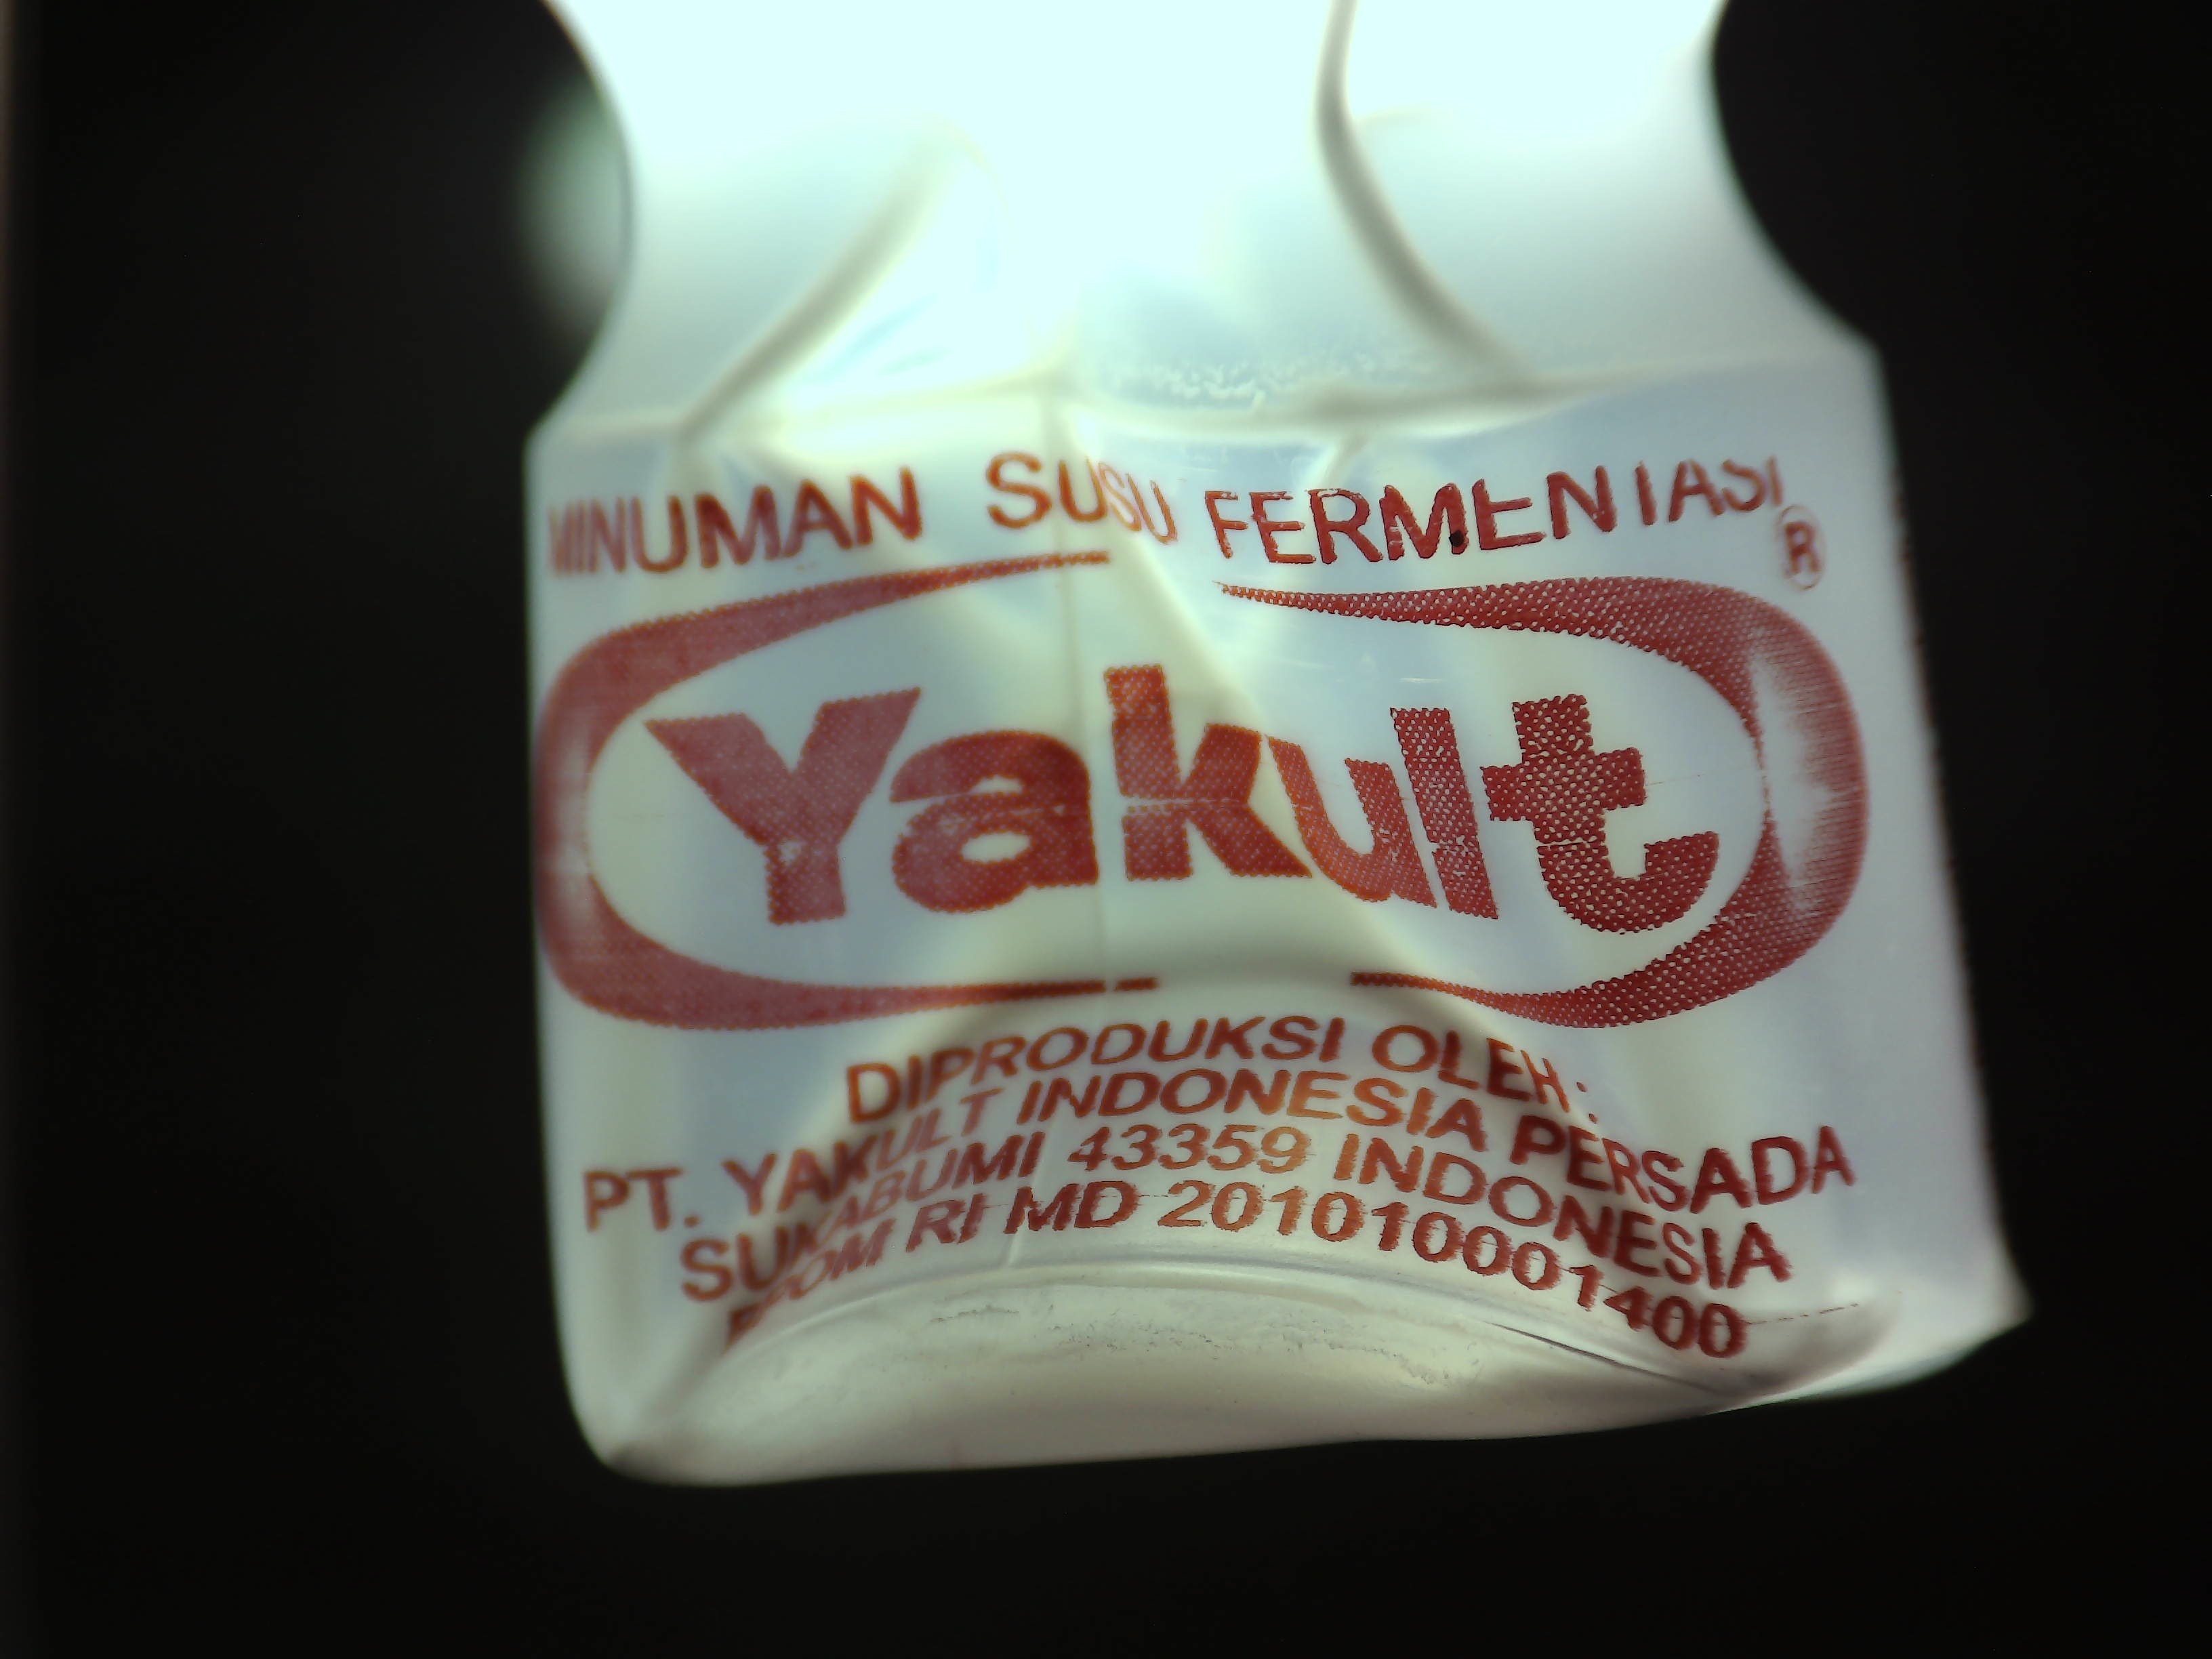 MINUMAN SUSU FERMENTASI
®
Yakult
DIPRODUKSI OLEH:
PT. YAKULT INDONESIA PERSADA
SUKABUMI 43359 INDONESIA
BPOM RI MD 201010001400